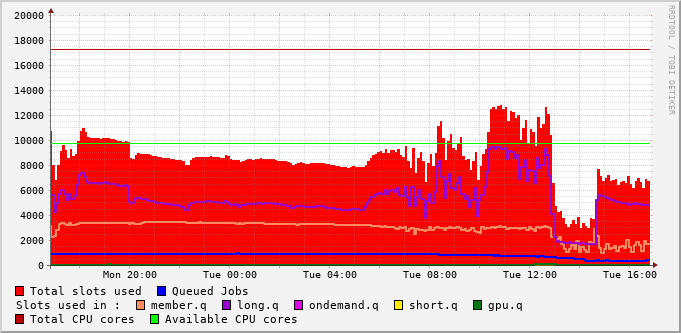 RRDTOOL / TOBI OETIKER
20000
18000
16000
14000
12000
10000
8000
6000
4000
2000
0
Mon 20:00 Tue 00:00 Tue 04:00 Tue 08:00 Tue 12:00 Tue 16:00
Total slots used Queued Jobs
Slots used in : member.q long.q ondemand.q short.q gpu.q
Total CPU cores Available CPU cores